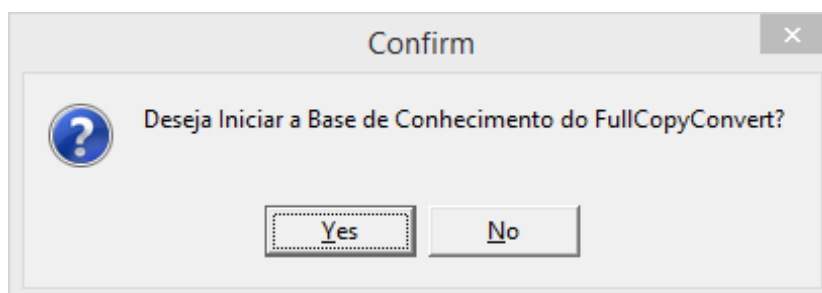 Confirm
Deseja Iniciar a Base de Conhecimento do FullCopyConvert?
Yes
No